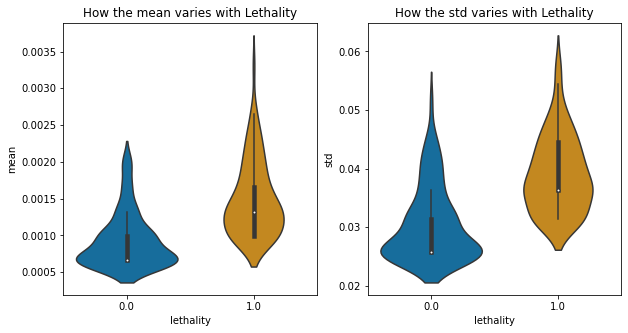 How the mean varies with Lethality
0.0035
0.0030
0.0025
0.0020
0.0015
0.0010
0.0005
mean
0.0
1.0
lethality
How the std varies with Lethality
0.06
0.05
0.04
0.03
0.02
std
0.0
1.0
lethality